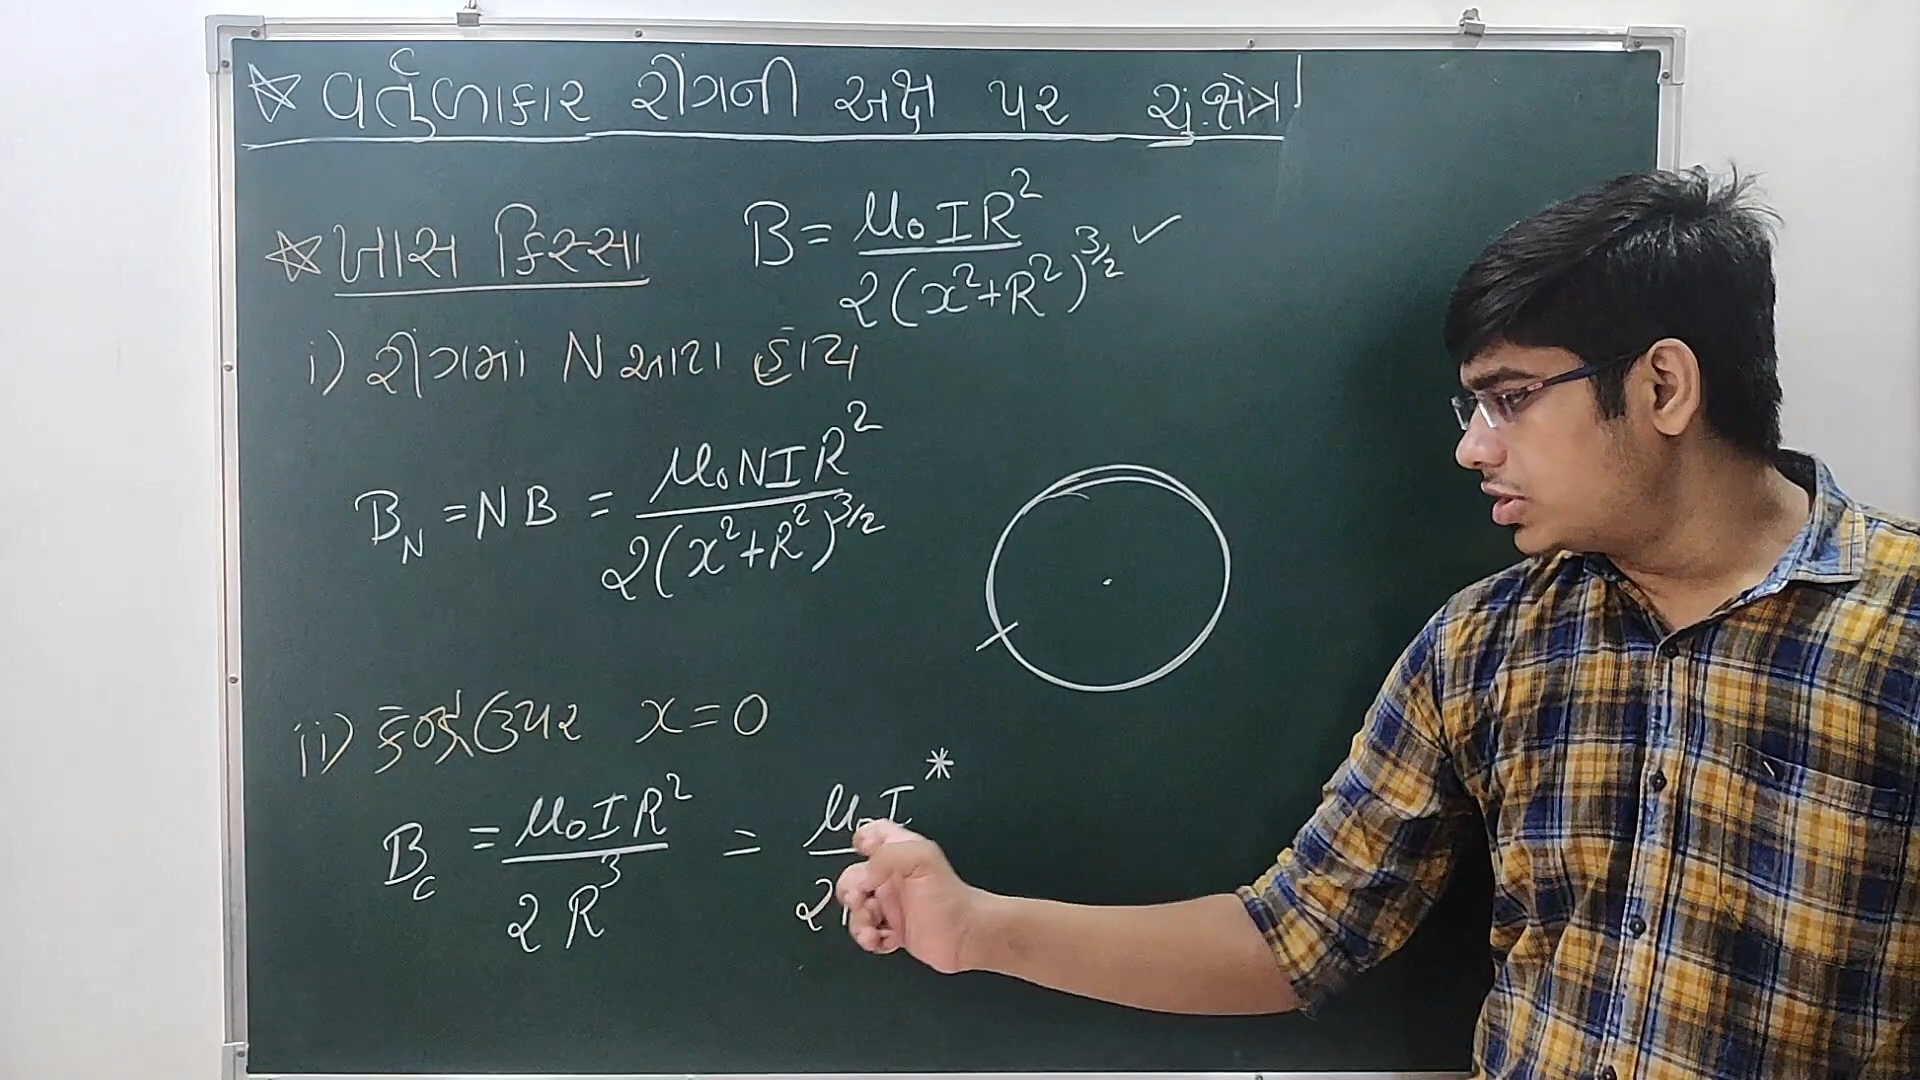 ☆ વર્તુળાકાર રીંગની અક્ષ પર ચું.ક્ષેત્ર
☆ ખાસ કિસ્સા
B = μ₀IR² / 2(x²+R²)^3/2 ✓
i) રીંગમાં N આંટા હોય
B_N = NB = μ₀NIR² / 2(x²+R²)^3/2
ii) કેન્દ્ર ઉપર x = 0
B_c = μ₀IR² / 2R³ = μ₀I / 2 *